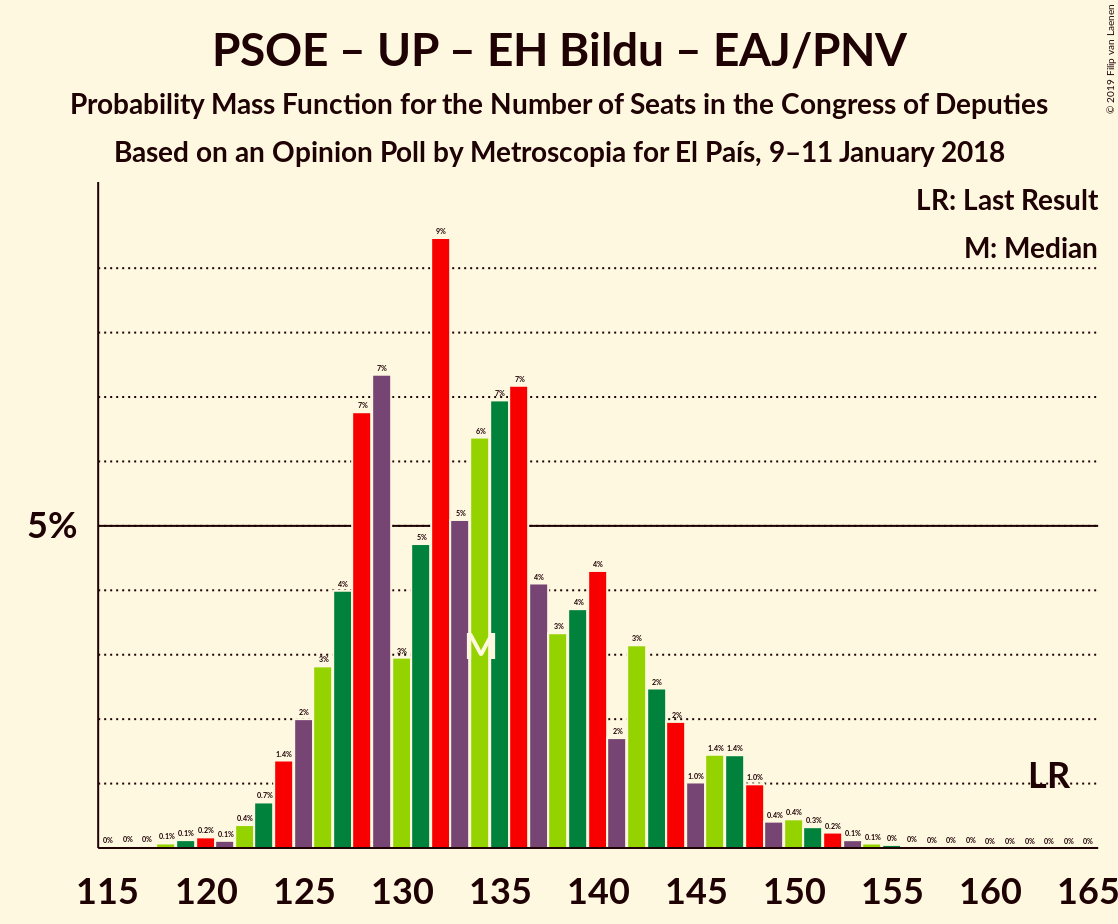 PSOE – UP – EH Bildu – EAJ/PNV
Probability Mass Function for the Number of Seats in the Congress of Deputies
Based on an Opinion Poll by Metroscopia for El País, 9–11 January 2018
© 2019 Filip van Laenen
LR: Last Result
M: Median
5%
0% 0% 0% 0.1% 0.1% 0.2% 0.1% 0.4% 0.7% 1.4% 2% 3% 4% 7% 7% 3% 5% 9% 5% 6% 7% 7% 4% 3% 4% 4% 2% 3% 2% 2% 1.0% 1.4% 1.4% 1.0% 0.4% 0.4% 0.3% 0.2% 0.1% 0.1% 0% 0% 0% 0% 0% 0% 0% 0% 0% 0% 0%
M
LR
115 120 125 130 135 140 145 150 155 160 165